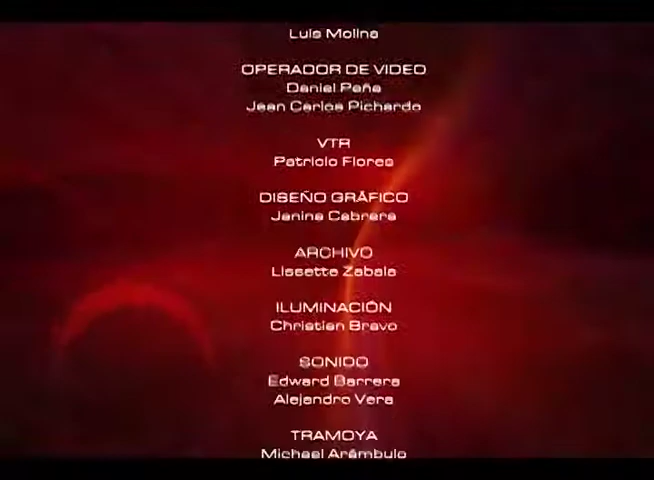 Luis Molina
OPERADOR DE VIDEO
Daniel Peña
Jean Carlos Pichardo
VTR
Patricio Flores
DISEÑO GRÁFICO
Janina Cabrera
ARCHIVO
Lissette Zabala
ILUMINACIÓN
Christian Bravo
SONIDO
Edward Barrera
Alejandro Vera
TRAMOYA
Michael Arámbulo